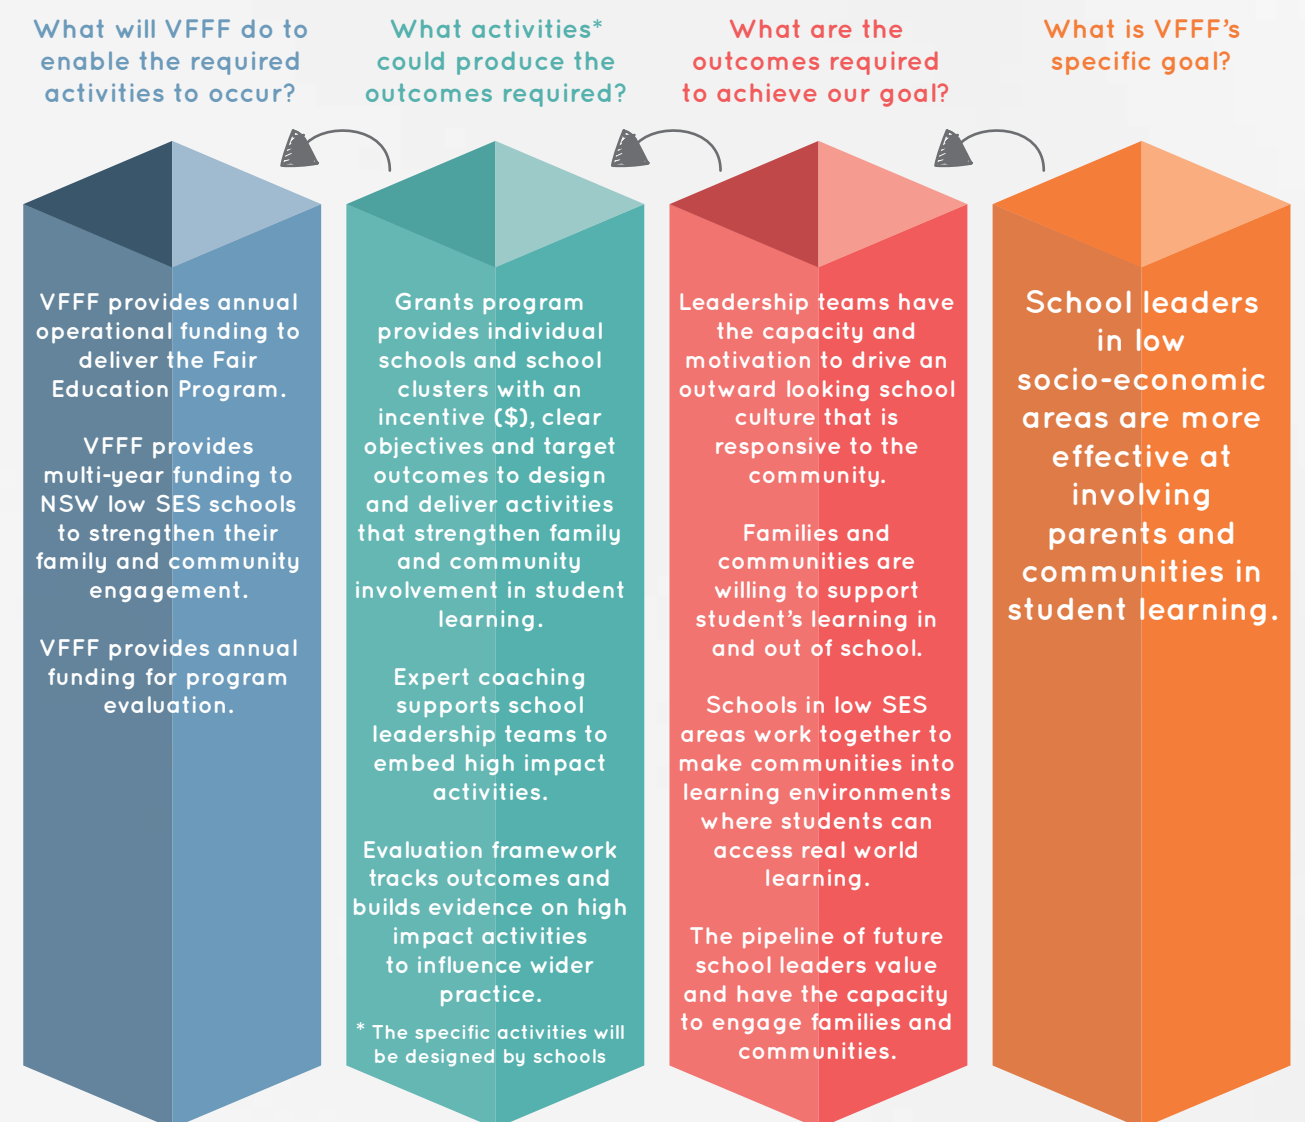 What will VFFF do to
enable the required
activities to occur?
VFFF provides annual
operational funding to
deliver the Fair
Education Program.
VFFF provides
multi-year funding to
NSW low SES schools
to strengthen their
family and community
engagement.
VFFF provides annual
funding for program
evaluation.
What activities*
could produce the
outcomes required?
Grants program
provides individual
schools and school
clusters with an
incentive ($), clear
objectives and target
outcomes to design
and deliver activities
that strengthen family
and community
involvement in student
learning.
Expert coaching
supports school
leadership teams to
embed high impact
activities.
Evaluation framework
tracks outcomes and
builds evidence on high
impact activities
to influence wider
practice.
* The specific activities will
be designed by schools
What are the
outcomes required
to achieve our goal?
Leadership teams have
the capacity and
motivation to drive an
outward looking school
culture that is
responsive to the
community.
Families and
communities are
willing to support
student’s learning in
and out of school.
Schools in low SES
areas work together to
make communities into
learning environments
where students can
access real world
learning.
The pipeline of future
school leaders value
and have the capacity
to engage families and
communities.
What is VFFF’s
specific goal?
School leaders
in low
socio-economic
areas are more
effective at
involving
parents and
communities in
student learning.